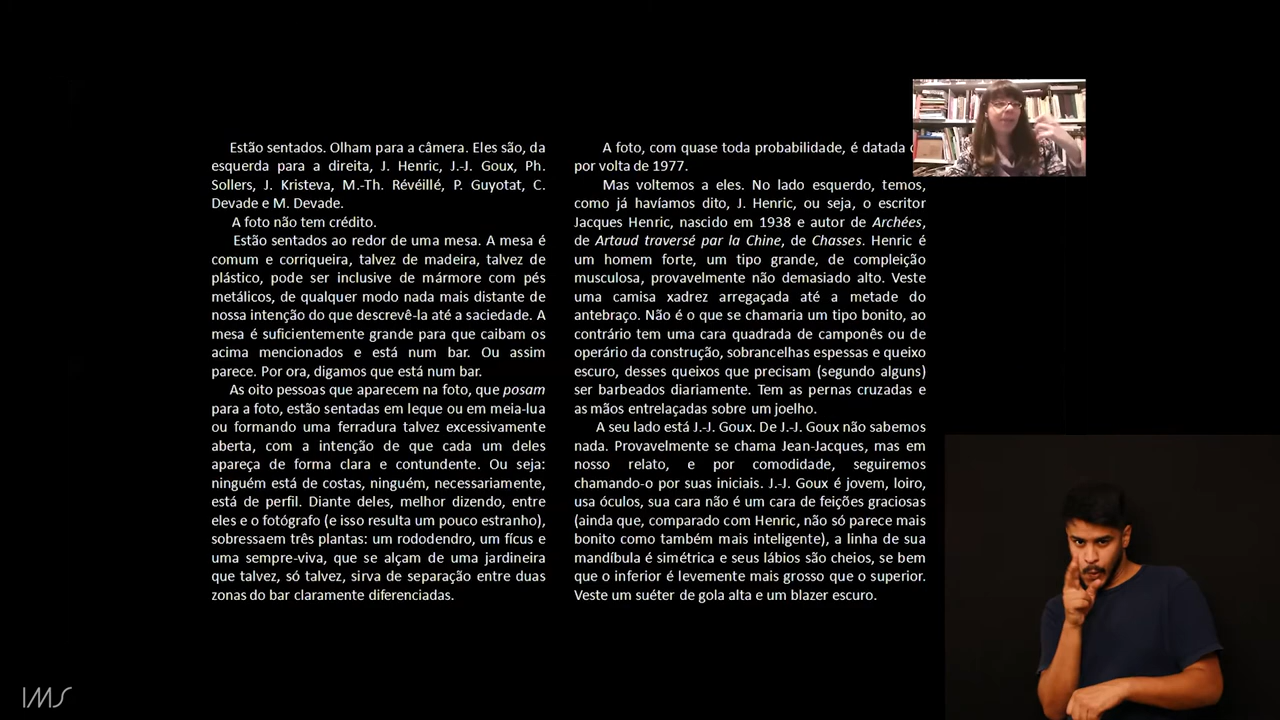 Estão sentados. Olham para a câmera. Eles são, da
esquerda para a direita, J. Henric, J.-J. Goux, Ph.
Sollers, J. Kristeva, M.-Th. Révéillé, P. Guyotat, C.
Devade e M. Devade.
A foto não tem crédito.
Estão sentados ao redor de uma mesa. A mesa é
comum e corriqueira, talvez de madeira, talvez de
plástico, pode ser inclusive de mármore com pés
metálicos, de qualquer modo nada mais distante de
nossa intenção do que descrevê-la até a saciedade. A
mesa é suficientemente grande para que caibam os
acima mencionados e está num bar. Ou assim
parece. Por ora, digamos que está num bar.
As oito pessoas que aparecem na foto, que posam
para a foto, estão sentadas em leque ou em meia-lua
ou formando uma ferradura talvez excessivamente
aberta, com a intenção de que cada um deles
apareça de forma clara e contundente. Ou seja:
ninguém está de costas, ninguém, necessariamente,
está de perfil. Diante deles, melhor dizendo, entre
eles e o fotógrafo (e isso resulta um pouco estranho),
sobressaem três plantas: um rododendro, um fícus e
uma sempre-viva, que se alçam de uma jardineira
que talvez, só talvez, sirva de separação entre duas
zonas do bar claramente diferenciadas.
A foto, com quase toda probabilidade, é datada
por volta de 1977.
Mas voltemos a eles. No lado esquerdo, temos,
como já havíamos dito, J. Henric, ou seja, o escritor
Jacques Henric, nascido em 1938 e autor de Archées,
de Artaud traversé par la Chine, de Chasses. Henric é
um homem forte, um tipo grande, de compleição
musculosa, provavelmente não demasiado alto. Veste
uma camisa xadrez arregaçada até a metade do
antebraço. Não é o que se chamaria um tipo bonito, ao
contrário tem uma cara quadrada de camponês ou de
operário da construção, sobrancelhas espessas e queixo
escuro, desses queixos que precisam (segundo alguns)
ser barbeados diariamente. Tem as pernas cruzadas e
as mãos entrelaçadas sobre um joelho.
A seu lado está J.-J. Goux. De J.-J. Goux não sabemos
nada. Provavelmente se chama Jean-Jacques, mas em
nosso relato, e por comodidade, seguiremos
chamando-o por suas iniciais. J.-J. Goux é jovem, loiro,
usa óculos, sua cara não é um cara de feições graciosas
(ainda que, comparado com Henric, não só parece mais
bonito como também mais inteligente), a linha de sua
mandíbula é simétrica e seus lábios são cheios, se bem
que o inferior é levemente mais grosso que o superior.
Veste um suéter de gola alta e um blazer escuro.
IMS